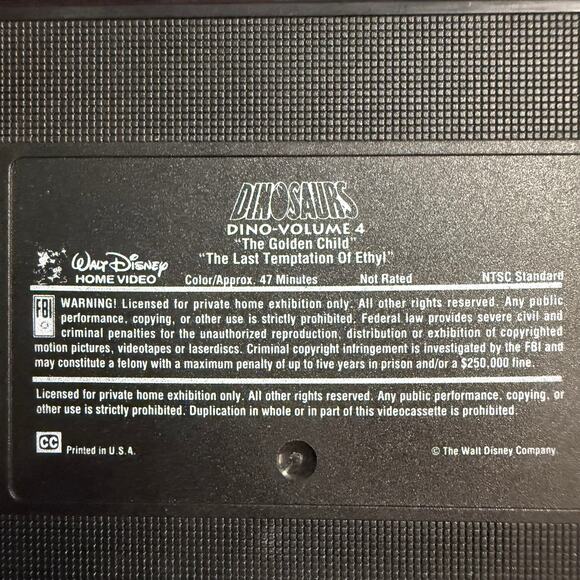 DINOSAURS
DINO-VOLUME 4
"The Golden Child"
"The Last Temptation Of Ethyl"
Walt Disney
HOME VIDEO
Color/Approx. 47 Minutes Not Rated NTSC Standard
FBI WARNING! Licensed for private home exhibition only. All other rights reserved. Any public
performance, copying, or other use is strictly prohibited. Federal law provides severe civil and
criminal penalties for the unauthorized reproduction, distribution or exhibition of copyrighted
motion pictures, videotapes or laserdiscs. Criminal copyright infringement is investigated by the FBI and
may constitute a felony with a maximum penalty of up to five years in prison and/or a $250,000 fine.
Licensed for private home exhibition only. All other rights reserved. Any public performance, copying, or
other use is strictly prohibited. Duplication in whole or in part of this videocassette is prohibited.
CC Printed in U.S.A. © The Walt Disney Company